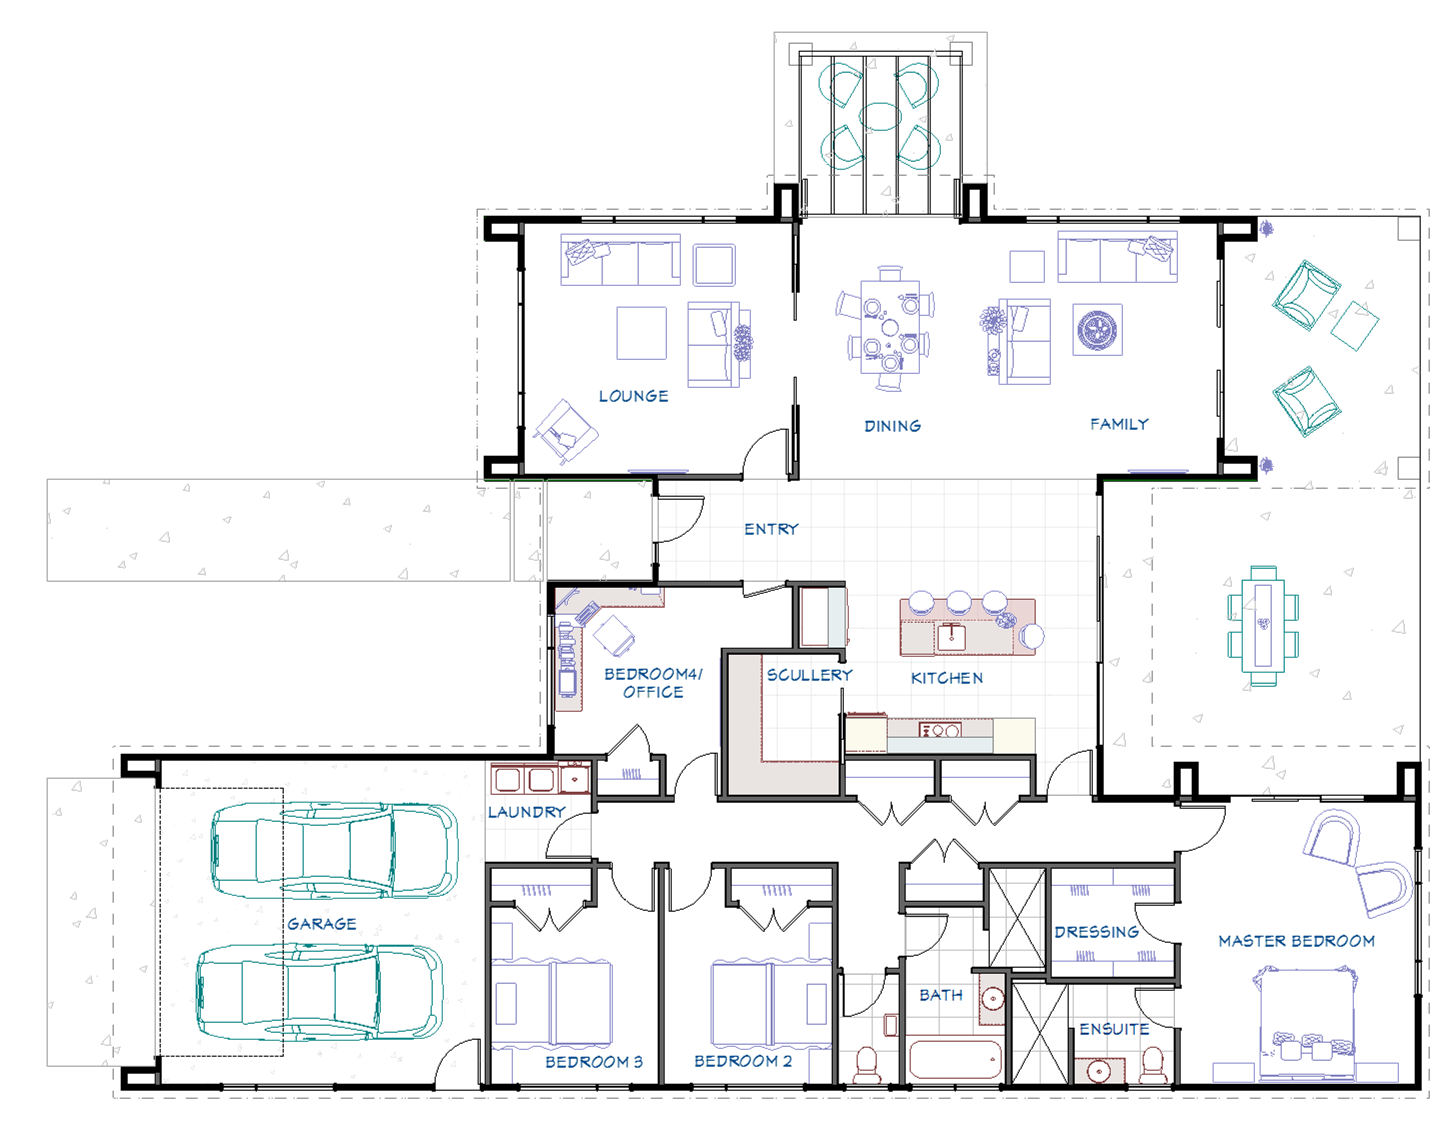 LOUNGE
DINING
FAMILY
ENTRY
BEDROOM4/
OFFICE
SCULLERY
KITCHEN
LAUNDRY
GARAGE
DRESSING
MASTER BEDROOM
BATH
ENSUITE
BEDROOM 3
BEDROOM 2